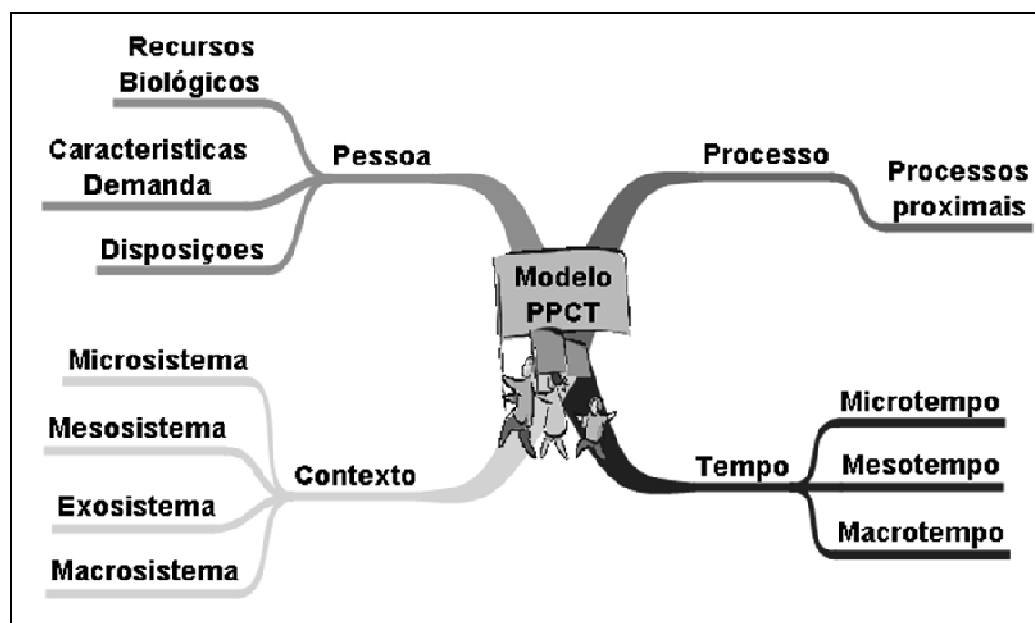 Recursos
Biológicos
Caracteristicas
Demanda
Disposiçoes
Pessoa
Processo
Processos
proximais
Modelo
PPCT
Microsistema
Mesosistema
Exosistema
Macrosistema
Contexto
Tempo
Microtempo
Mesotempo
Macrotempo